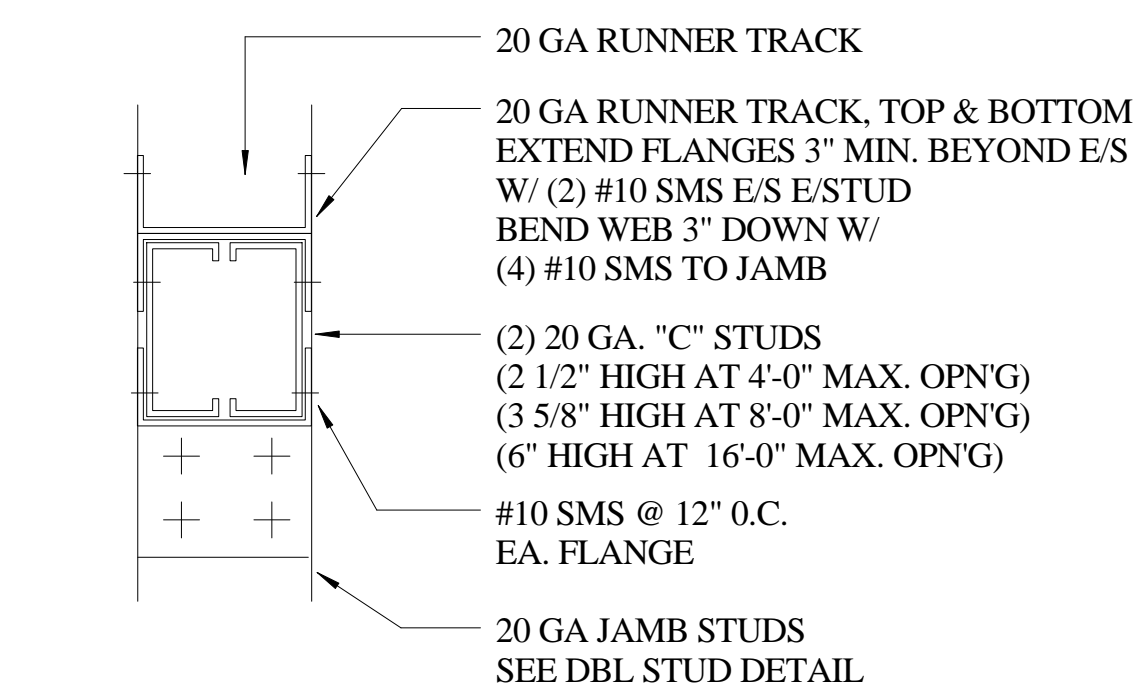 20 GA RUNNER TRACK
20 GA RUNNER TRACK, TOP & BOTTOM
EXTEND FLANGES 3" MIN. BEYOND E/S
W/ (2) #10 SMS E/S E/STUD
BEND WEB 3" DOWN W/
(4) #10 SMS TO JAMB
(2) 20 GA. "C" STUDS
(2 1/2" HIGH AT 4'-0" MAX. OPN'G)
(3 5/8" HIGH AT 8'-0" MAX. OPN'G)
(6" HIGH AT  16'-0" MAX. OPN'G)
#10 SMS @ 12" 0.C.
EA. FLANGE
20 GA JAMB STUDS
SEE DBL STUD DETAIL